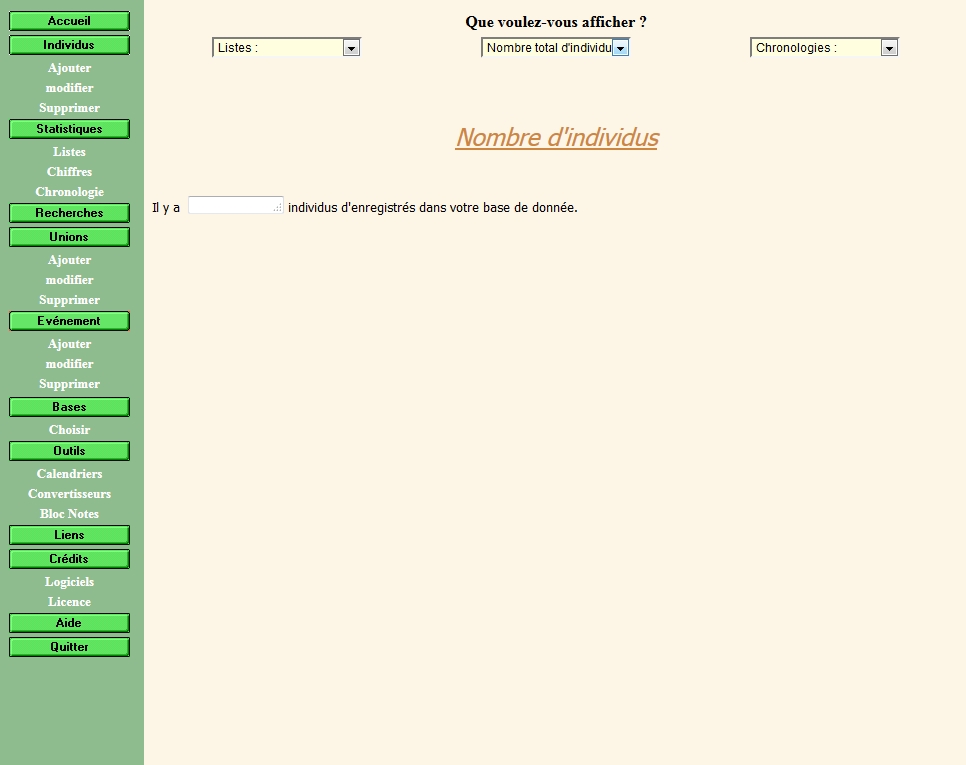 Accueil
Individus
Ajouter
modifier
Supprimer
Statistiques
Listes
Chiffres
Chronologie
Recherches
Unions
Ajouter
modifier
Supprimer
Evénement
Ajouter
modifier
Supprimer
Bases
Choisir
Outils
Calendriers
Convertisseurs
Bloc Notes
Liens
Crédits
Logiciels
Licence
Aide
Quitter
Que voulez-vous afficher ?
Listes : Nombre total d'individu Chronologies :
Nombre d'individus
Il y a individus d'enregistrés dans votre base de donnée.